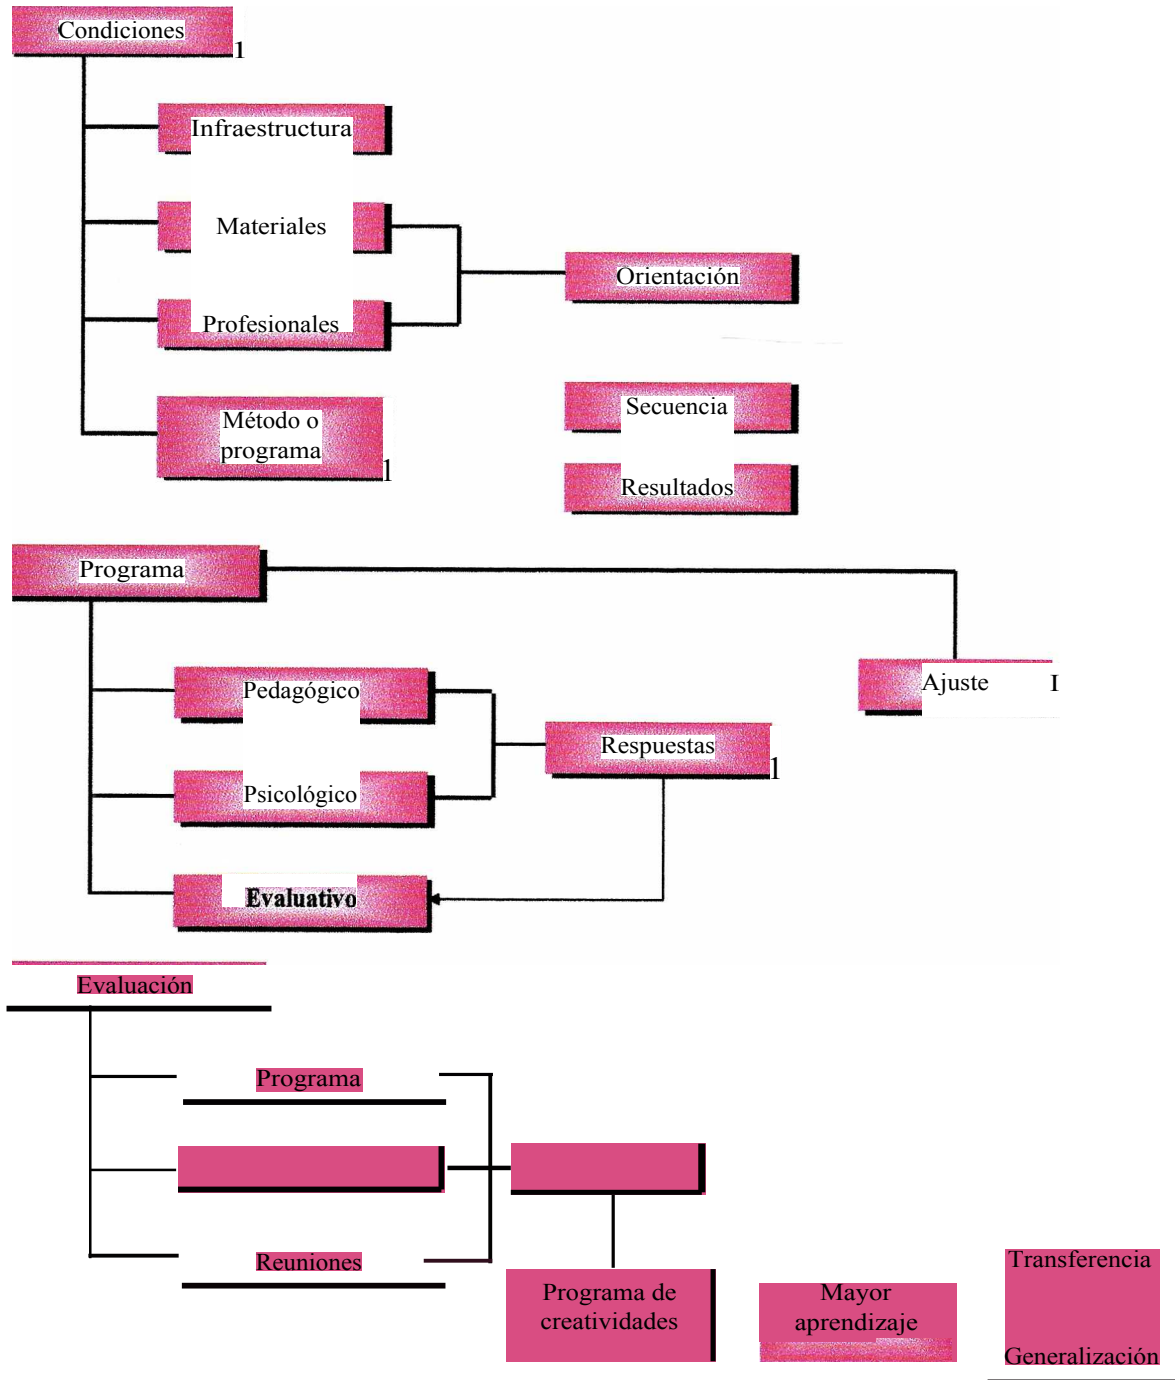 Condiciones
1
Infraestructura
Materiales
Orientación
Profesionales
Secuencia
Método o
programa
1
Resultados
Programa
Pedagógico
Ajuste I
Respuestas
1
Psicológico
Evaluativo
Evaluación
Programa
Reuniones
Transferencia
Programa de
creatividades
Mayor
aprendizaje
Generalización